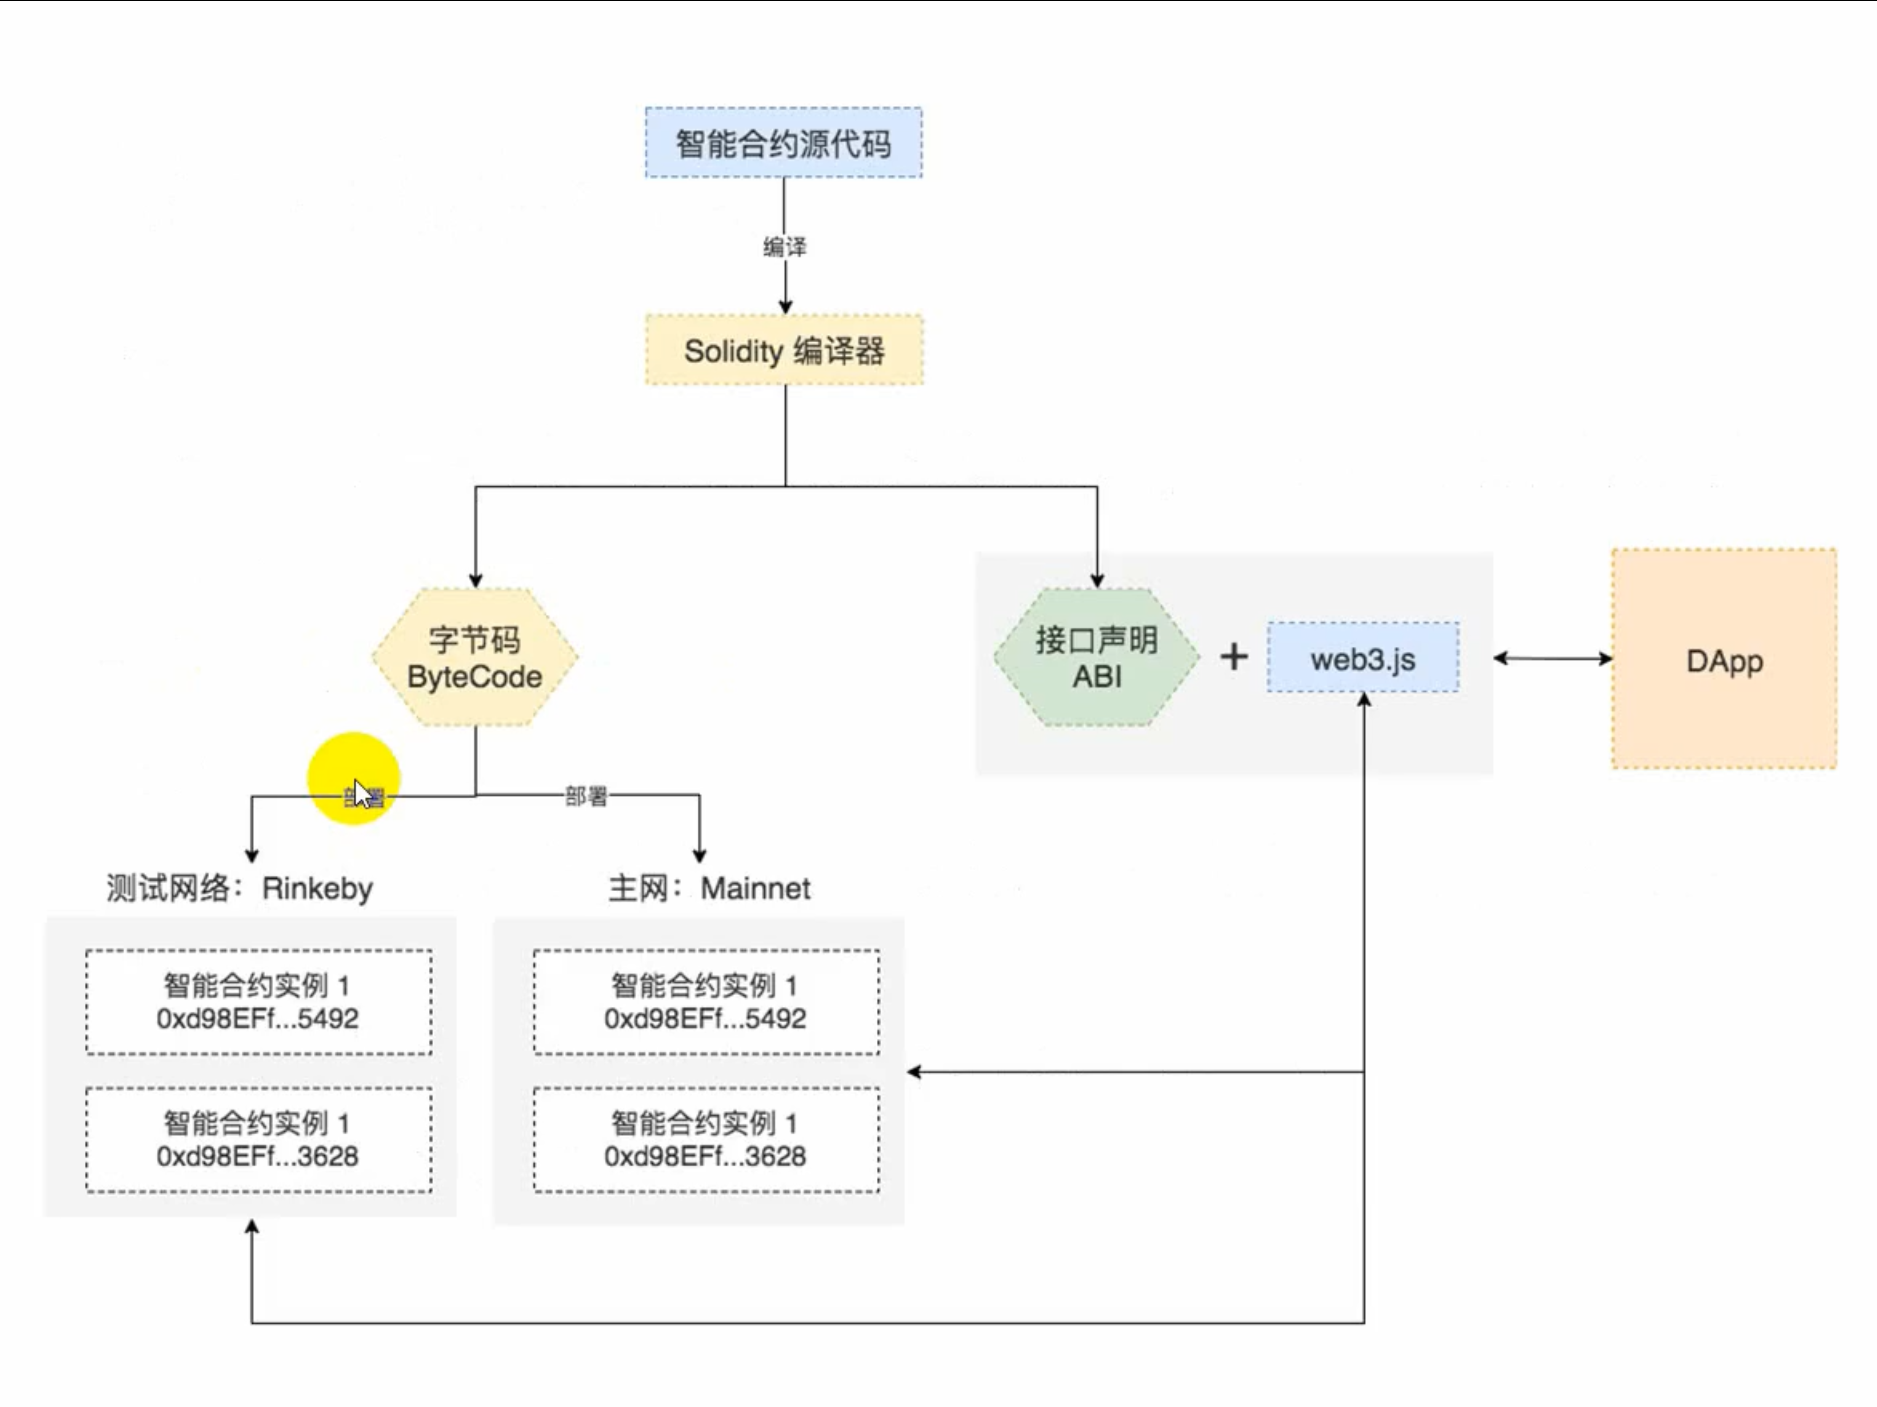 智能合约源代码
编译
Solidity 编译器
字节码
ByteCode
接口声明
ABI
+
web3.js
DApp
部署
部署
测试网络：Rinkeby
主网：Mainnet
智能合约实例 1
0xd98EFf...5492
智能合约实例 1
0xd98EFf...5492
智能合约实例 1
0xd98EFf...3628
智能合约实例 1
0xd98EFf...3628